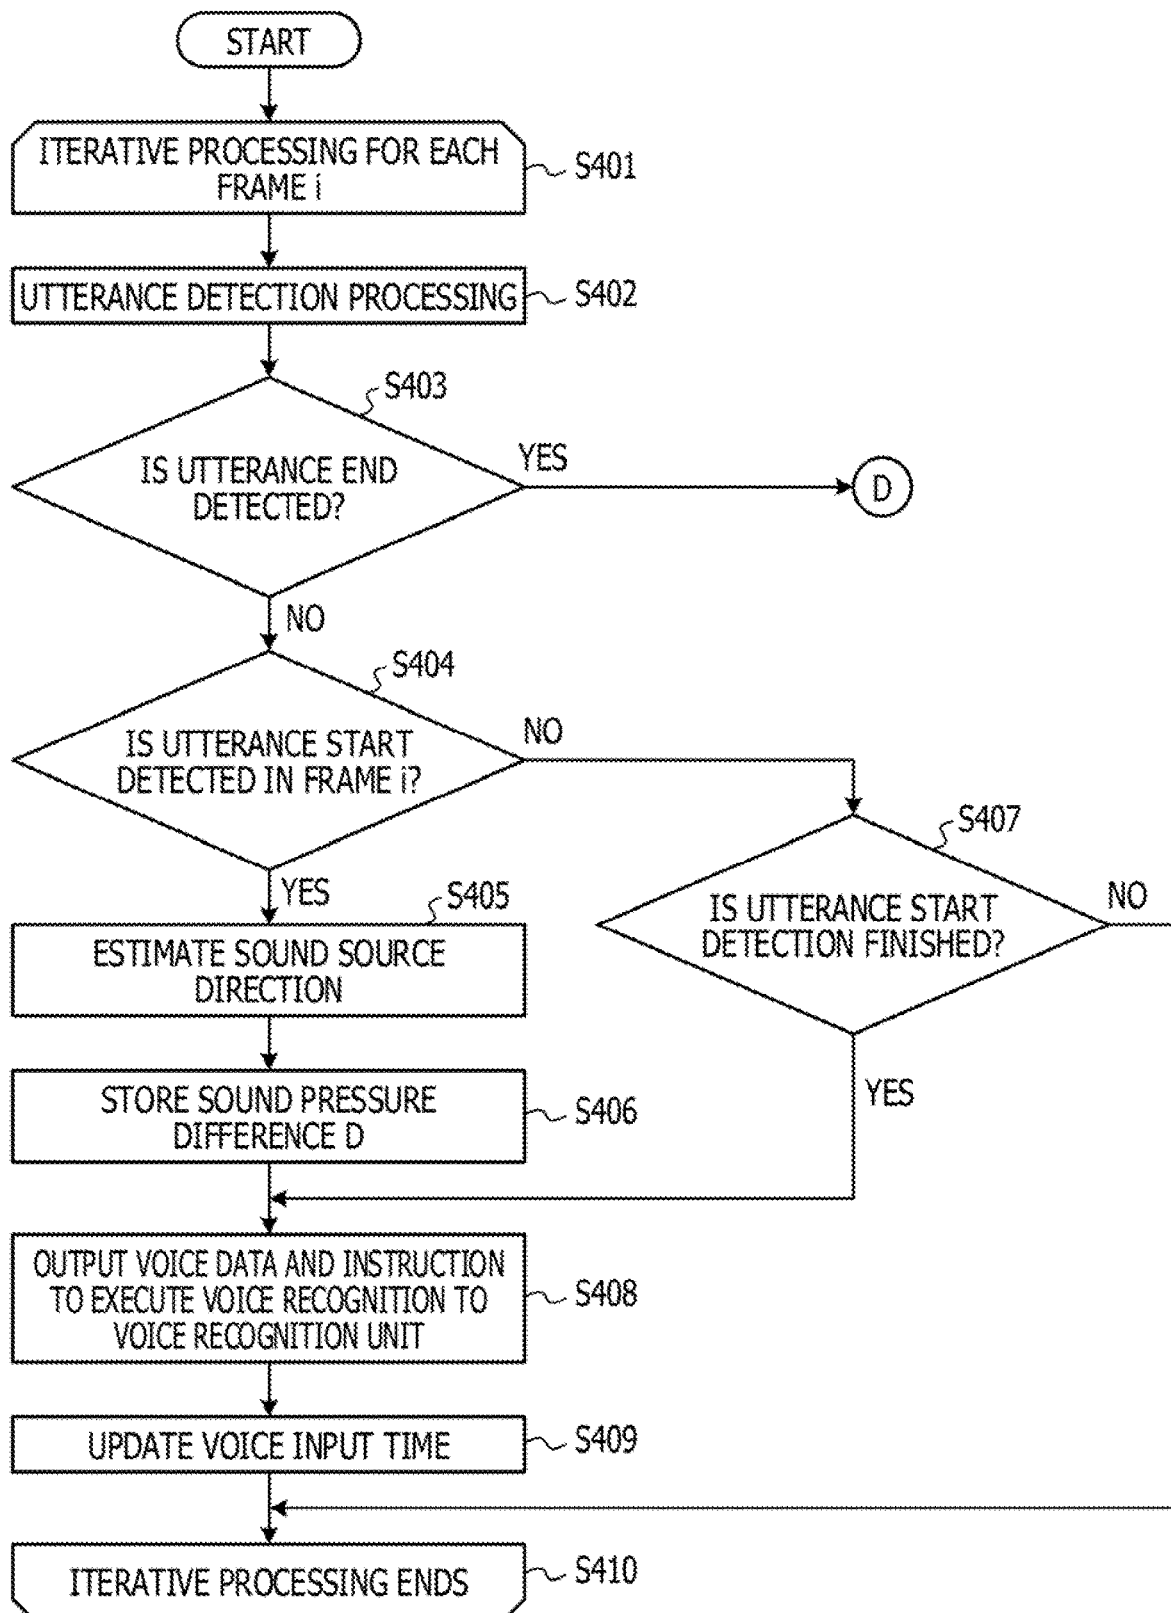 START
ITERATIVE PROCESSING FOR EACH
FRAME i
S401
UTTERANCE DETECTION PROCESSING
S402
S403
IS UTTERANCE END
DETECTED?
YES
D
NO
S404
IS UTTERANCE START
DETECTED IN FRAME i?
NO
S407
IS UTTERANCE START
DETECTION FINISHED?
NO
YES
YES
S405
ESTIMATE SOUND SOURCE
DIRECTION
STORE SOUND PRESSURE
DIFFERENCE D
S406
OUTPUT VOICE DATA AND INSTRUCTION
TO EXECUTE VOICE RECOGNITION TO
VOICE RECOGNITION UNIT
S408
UPDATE VOICE INPUT TIME
S409
ITERATIVE PROCESSING ENDS
S410